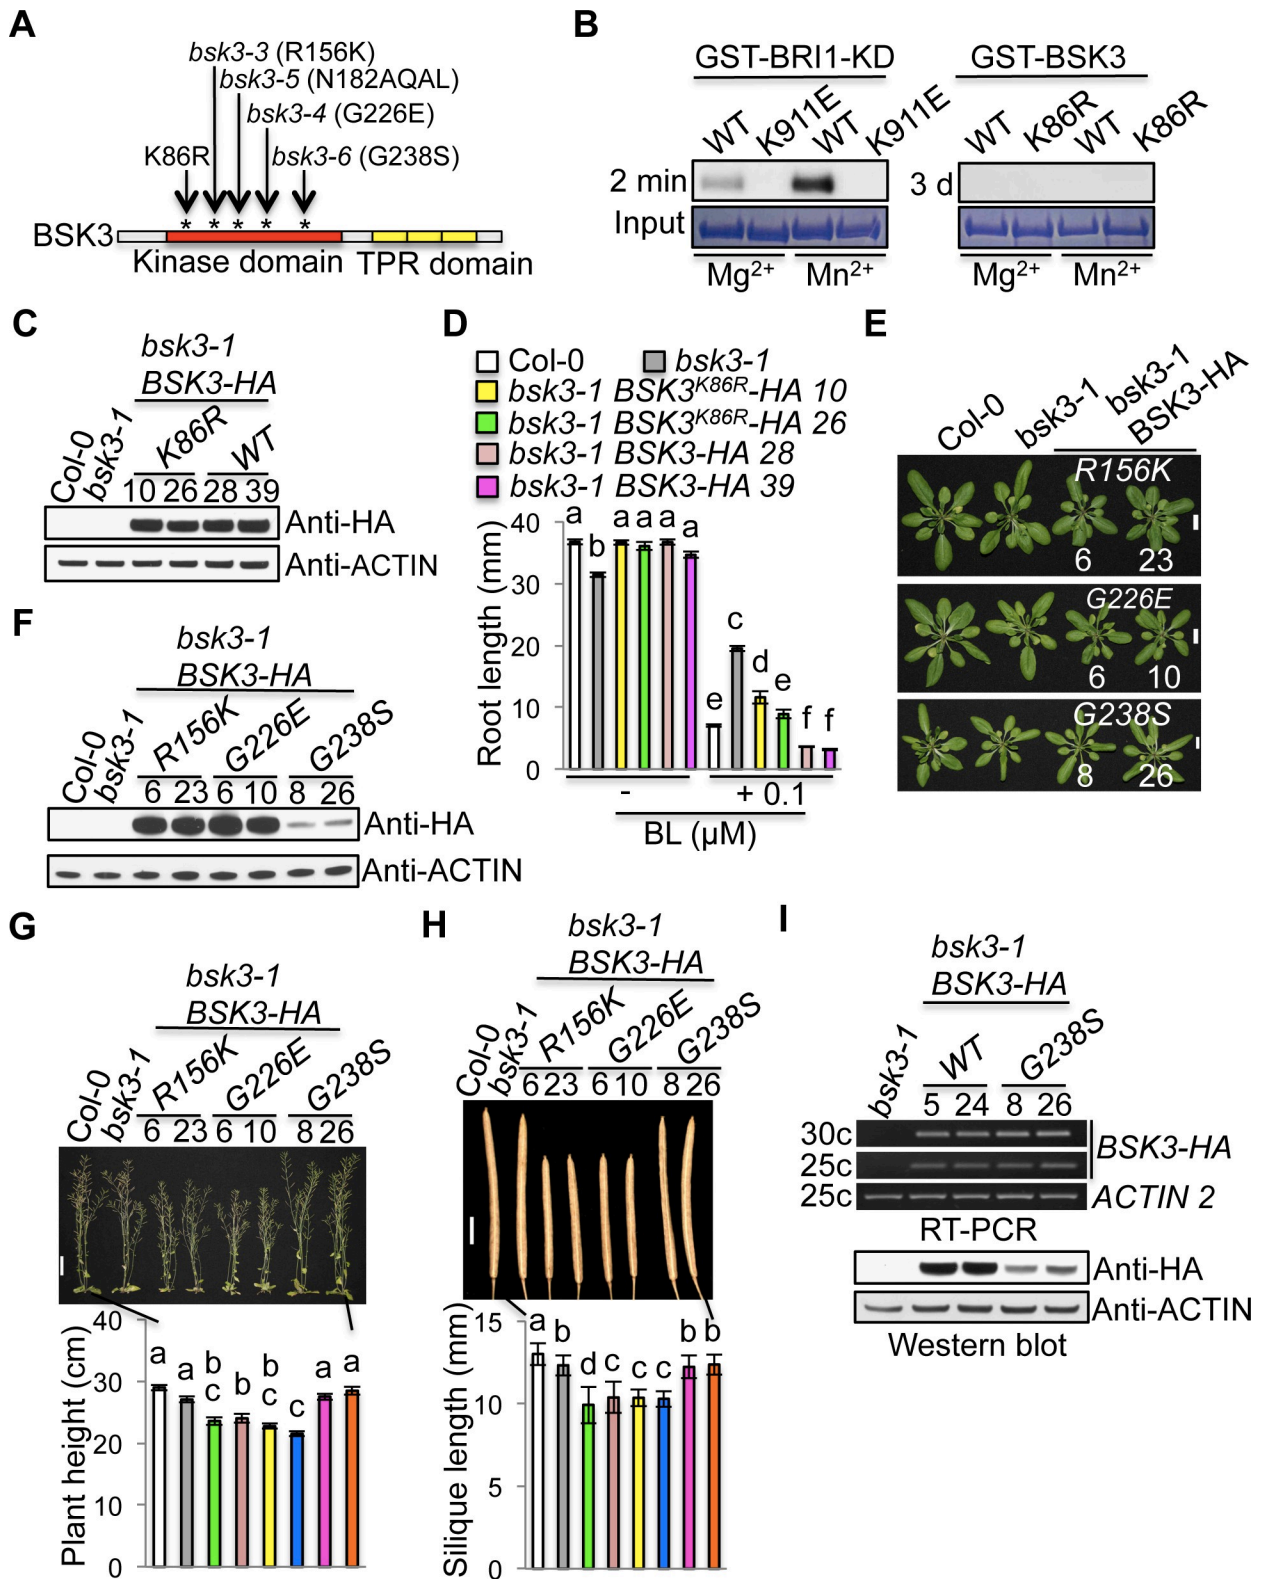 A
bsk3-3 (R156K)
bsk3-5 (N182AQAL)
bsk3-4 (G226E)
K86R
bsk3-6 (G238S)
* * * * *
BSK3
Kinase domain
TPR domain
B
GST-BRI1-KD
GST-BSK3
WT K911E WT K911E
WT K86R WT K86R
2 min
3 d
Input
Mg2+ Mn2+
Mg2+ Mn2+
C
bsk3-1
BSK3-HA
Col-0 bsk3-1 K86R WT
10 26 28 39
Anti-HA
Anti-ACTIN
D
Col-0
bsk3-1
bsk3-1 BSK3K86R-HA 10
bsk3-1 BSK3K86R-HA 26
bsk3-1 BSK3-HA 28
bsk3-1 BSK3-HA 39
Root length (mm)
40
30
20
10
0
a b a a a a
e c d e f f
- + 0.1
BL (μM)
E
Col-0 bsk3-1 bsk3-1 BSK3-HA
R156K
6 23
G226E
6 10
G238S
8 26
F
bsk3-1
BSK3-HA
Col-0 bsk3-1 R156K G226E G238S
6 23 6 10 8 26
Anti-HA
Anti-ACTIN
G
bsk3-1
BSK3-HA
Col-0 bsk3-1 R156K G226E G238S
6 23 6 10 8 26
Plant height (cm)
40
30
20
10
0
a a b c b b c c a a
H
bsk3-1
BSK3-HA
Col-0 bsk3-1 R156K G226E G238S
6 23 6 10 8 26
Silique length (mm)
15
10
5
0
a b d c c c b b
I
bsk3-1
BSK3-HA
bsk3-1 WT G238S
5 24 8 26
30c
25c
BSK3-HA
25c
ACTIN 2
RT-PCR
Anti-HA
Anti-ACTIN
Western blot